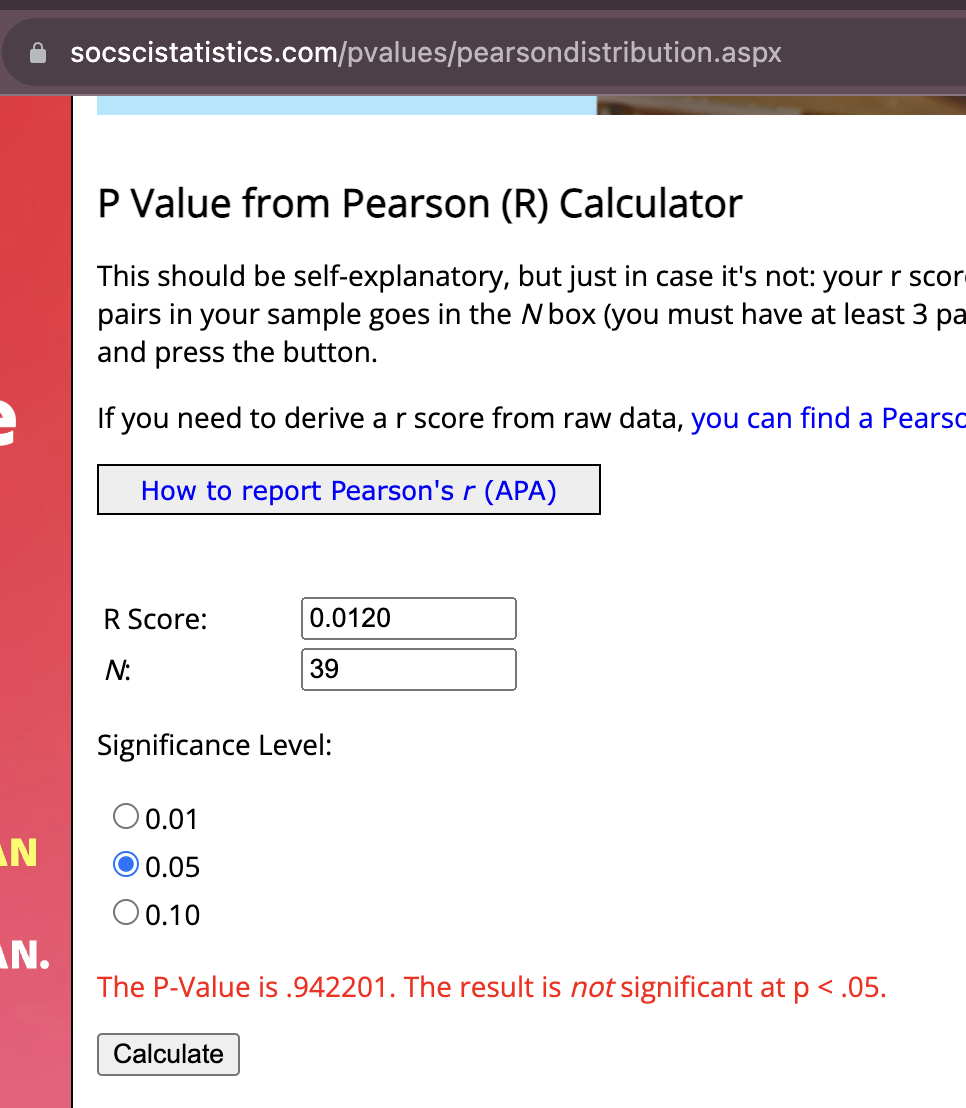 socscistatistics.com/pvalues/pearsondistribution.aspx
P Value from Pearson (R) Calculator
This should be self-explanatory, but just in case it's not: your r
pairs in your sample goes in the N box (you must have at least 3
and press the button.
If you need to derive a r score from raw data, you can find a
How to report Pearson's r (APA)
R Score: 0.0120
N: 39
Significance Level:
0.01
0.05
0.10
AN
AN.
The P-Value is .942201. The result is not significant at p < .05.
Calculate